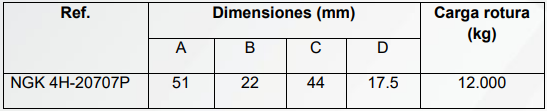 Ref. Dimensiones (mm) Carga rotura (kg)
A B C D
NGK 4H-20707P 51 22 44 17.5 12.000